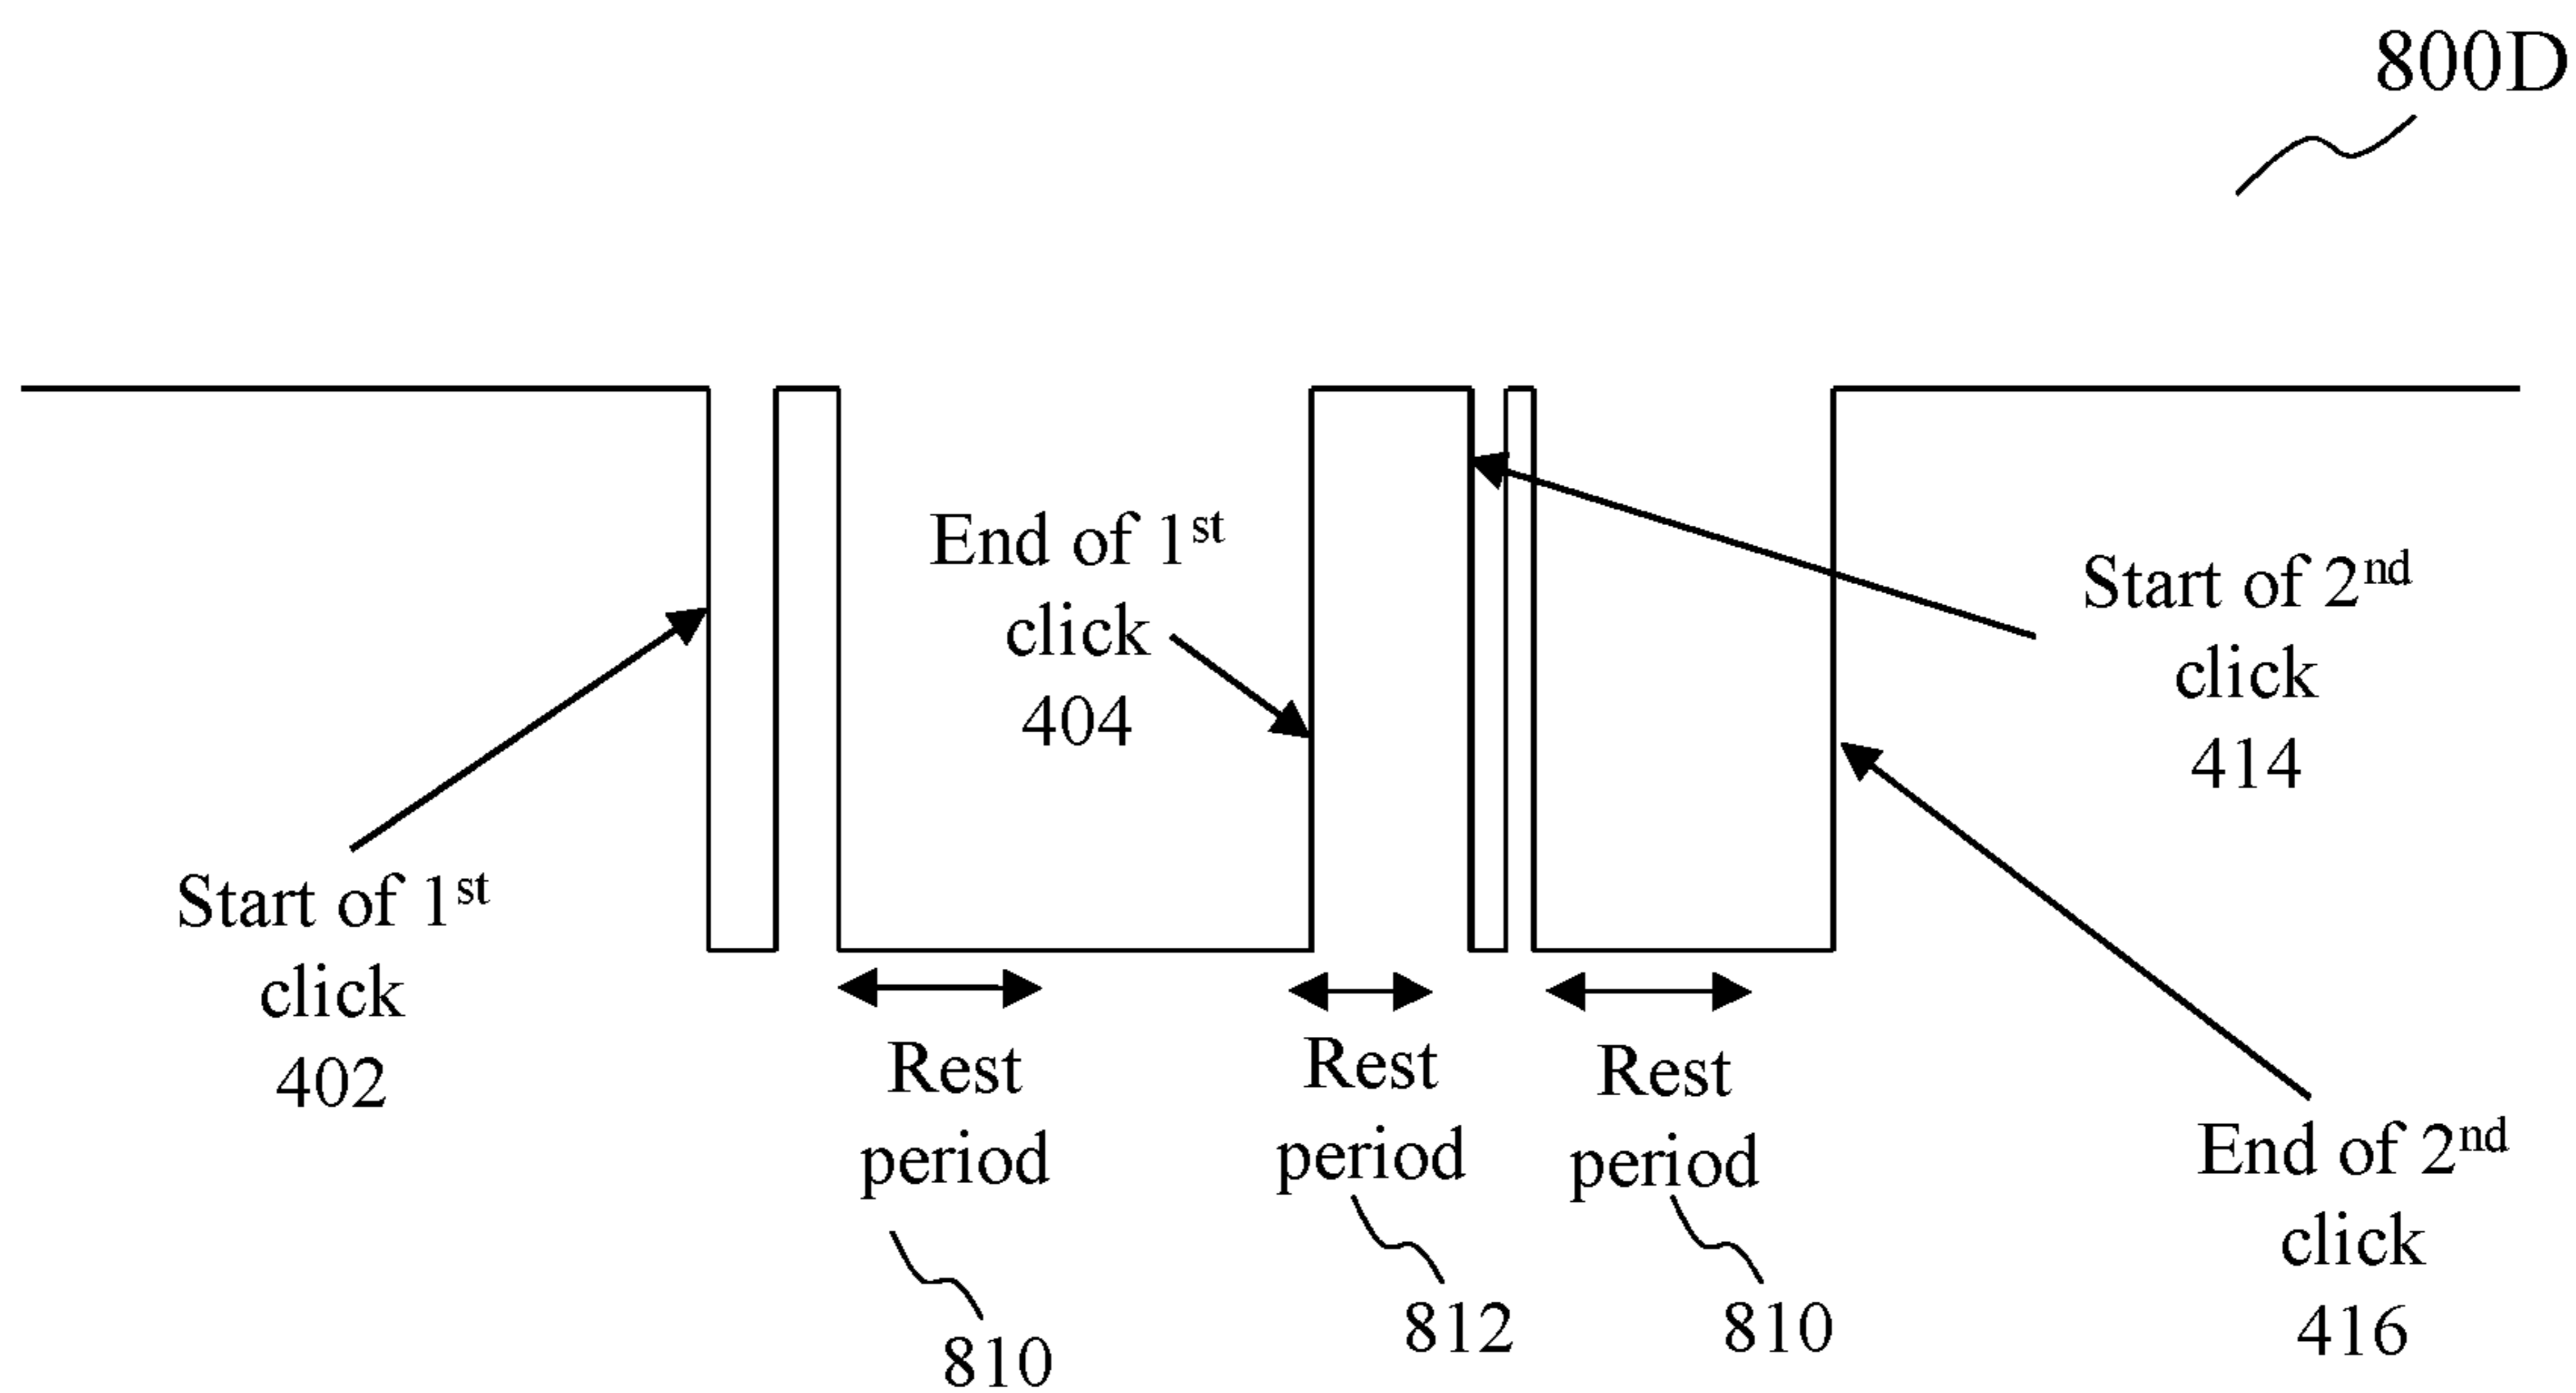 800D
End of 1st
click
404
Start of 2nd
click
414
Start of 1st
click
402
Rest
period
810
Rest
period
812
Rest
period
810
End of 2nd
click
416